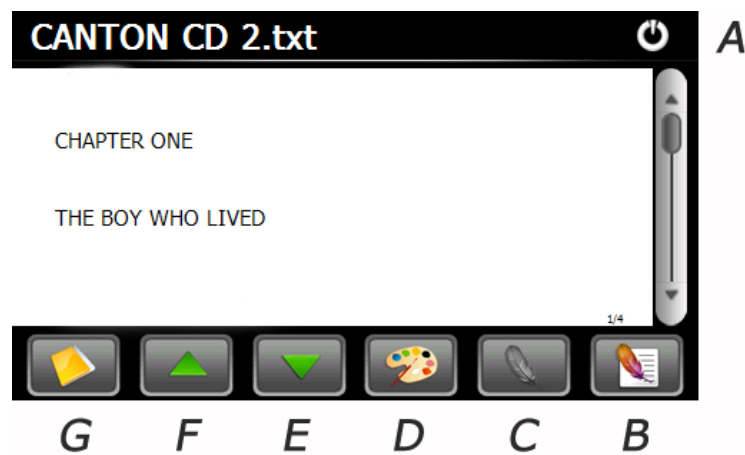 CANTON CD 2.txt
A
CHAPTER ONE
THE BOY WHO LIVED
1/4
G F E D C B